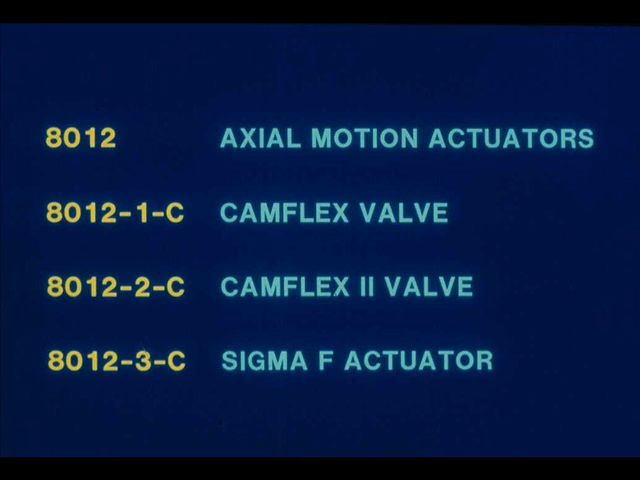 8012 AXIAL MOTION ACTUATORS
8012-1-C CAMFLEX VALVE
8012-2-C CAMFLEX II VALVE
8012-3-C SIGMA F ACTUATOR